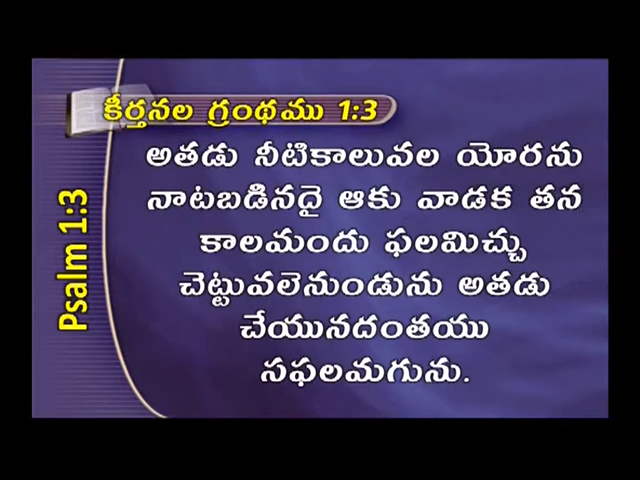 కీర్తనల గ్రంథము 1:3
Psalm 1:3
అతడు నీటికాలువల యోరను
నాటబడినదై ఆకు వాడక తన
కాలమందు ఫలమిచ్చు
చెట్టువలెనుండును అతడు
చేయునదంతయు
సఫలమగును.